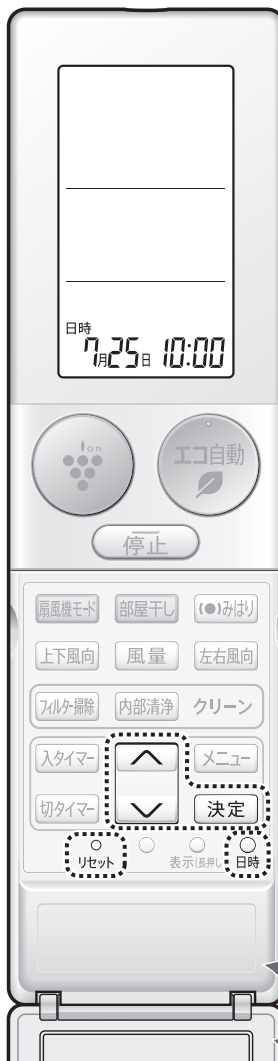 日時
7月25日 10:00
ion
エコ自動
停止
扇風機モード 部屋干し みはり
上下風向 風量 左右風向
フィルター掃除 内部清浄 クリーン
入タイマー メニュー
切タイマー 決定
リセット 表示(長押し) 日時